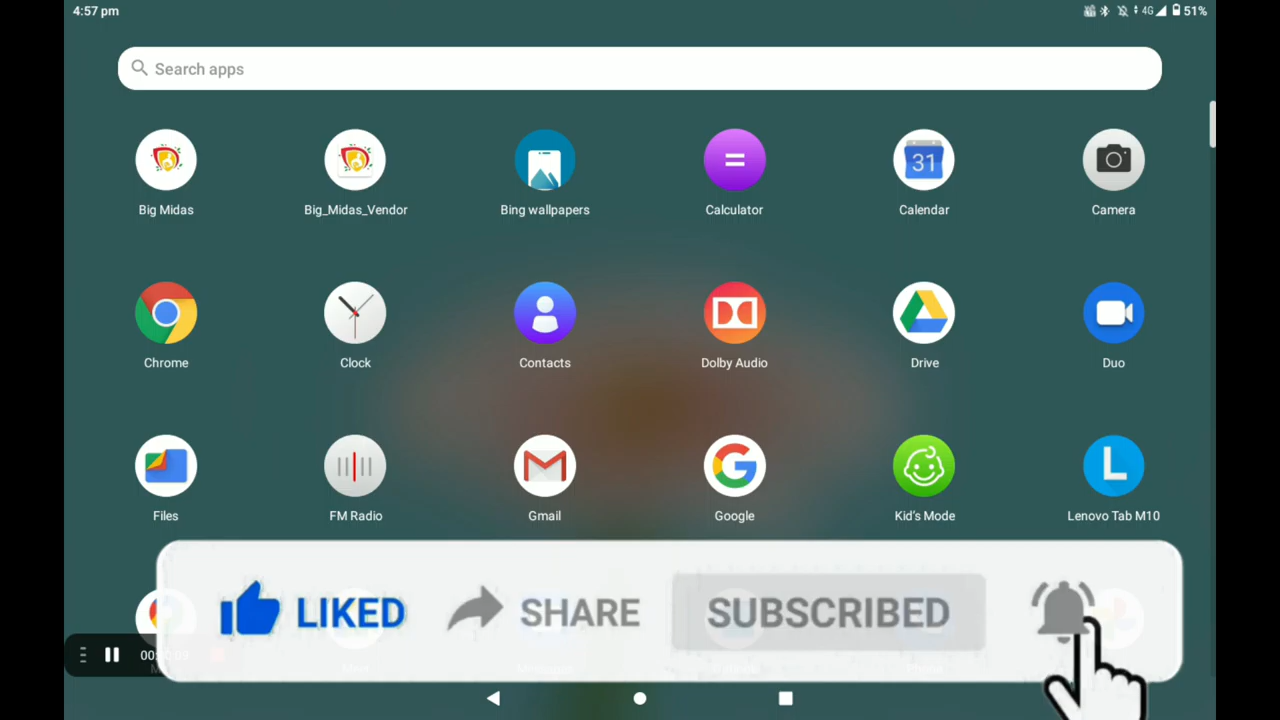 4:57 pm
4G 51%
Search apps
Big Midas
Big_Midas_Vendor
Bing wallpapers
Calculator
31
Calendar
Camera
Chrome
Clock
Contacts
Dolby Audio
Drive
Duo
Files
FM Radio
Gmail
Google
Kid's Mode
L
Lenovo Tab M10
LIKED
SHARE
SUBSCRIBED